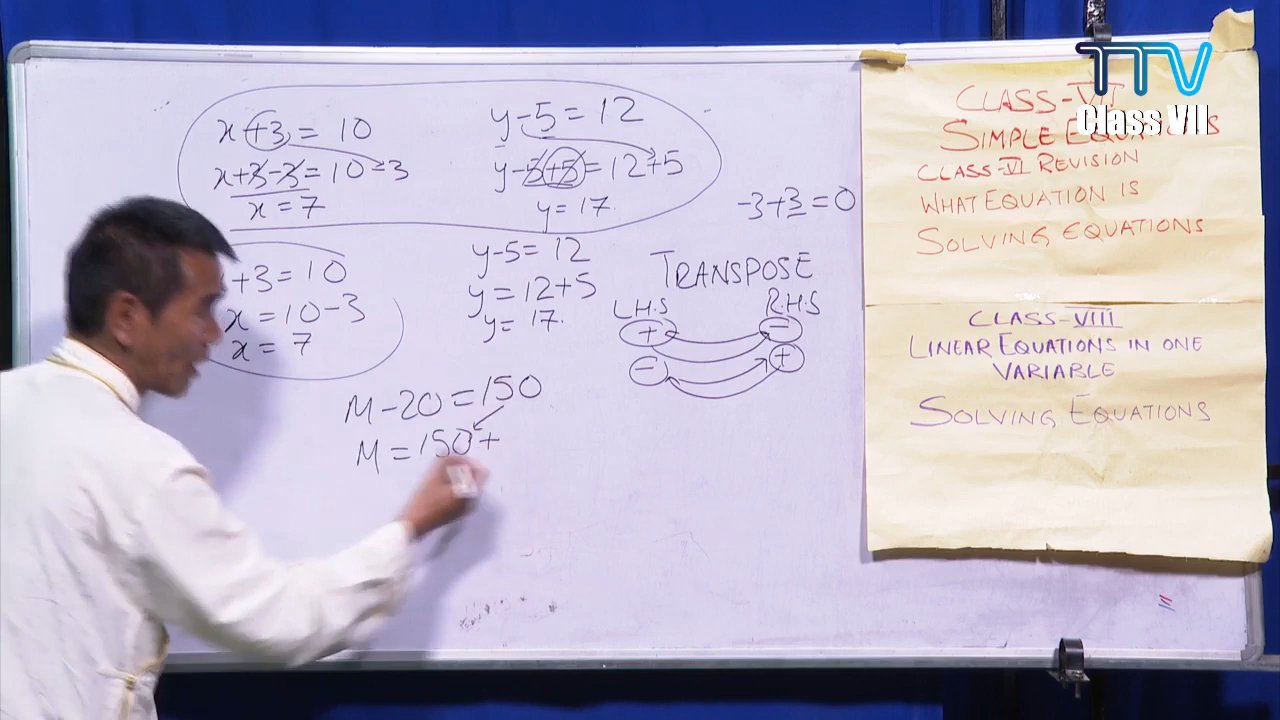 x+3 = 10
x+3-3 = 10-3
x = 7
y-5 = 12
y-5+5 = 12+5
y = 17.
-3+3 = 0
+3 = 10
x = 10-3
x = 7
y-5 = 12
y = 12+5
y = 17.
TRANSPOSE
L.H.S R.H.S
+ -
- +
M-20 = 150
M = 150+
TTV
Class VII
CLASS-VII
SIMPLE EQUATIONS
CLASS-VI REVISION
WHAT EQUATION IS
SOLVING EQUATIONS
CLASS-VIII
LINEAR EQUATIONS IN ONE
VARIABLE
SOLVING EQUATIONS